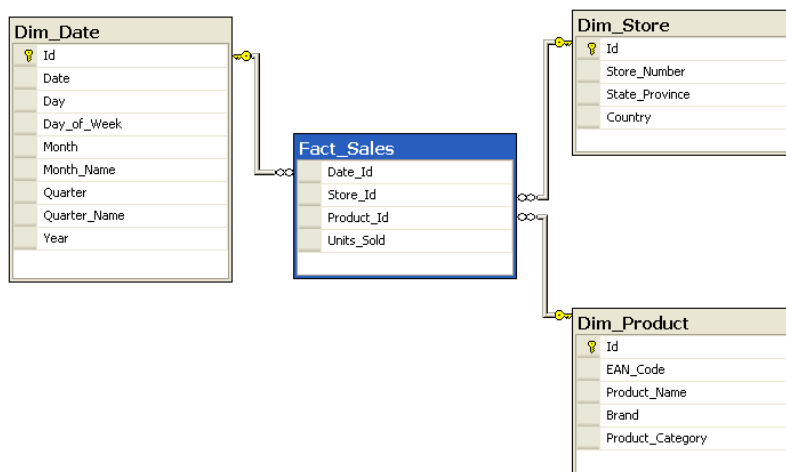 Dim_Date
Id
Date
Day
Day_of_Week
Month
Month_Name
Quarter
Quarter_Name
Year
Fact_Sales
Date_Id
Store_Id
Product_Id
Units_Sold
Dim_Store
Id
Store_Number
State_Province
Country
Dim_Product
Id
EAN_Code
Product_Name
Brand
Product_Category